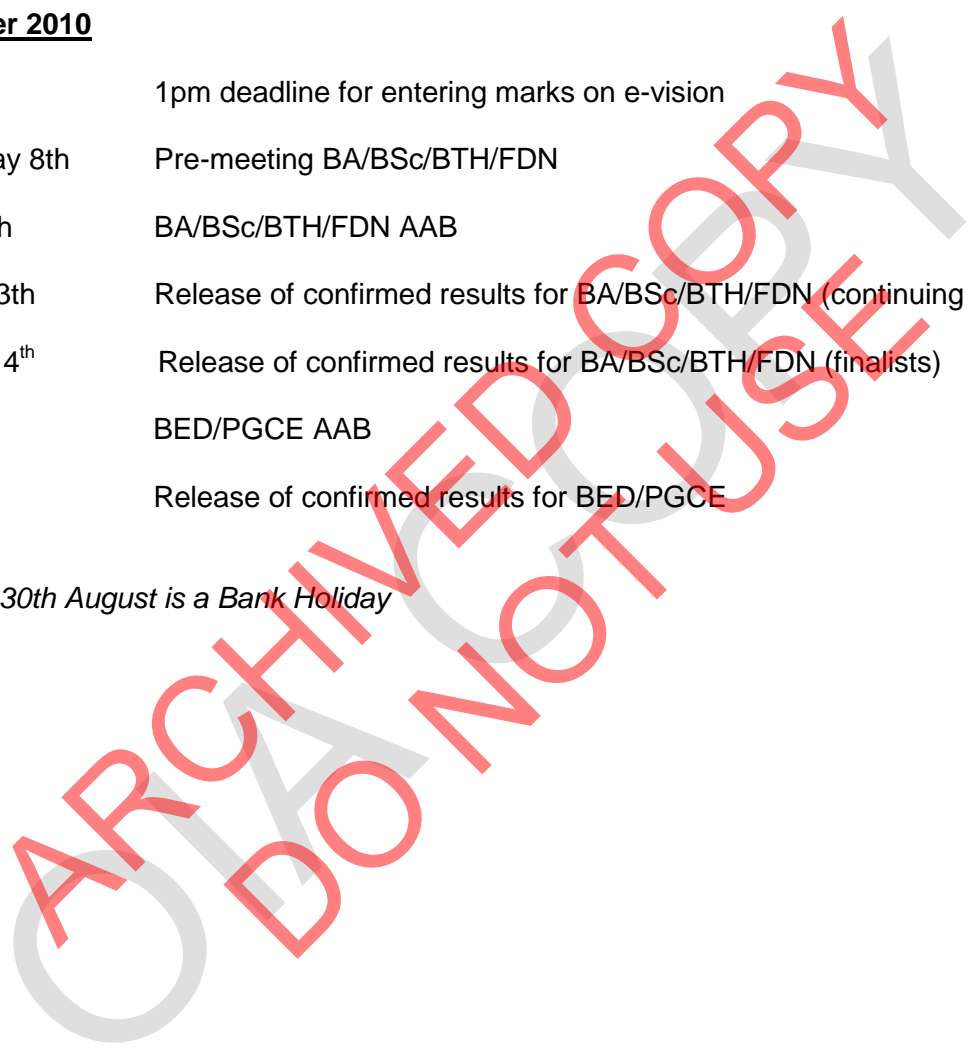 er 2010
1pm deadline for entering marks on e-vision
ay 8th Pre-meeting BA/BSc/BTH/FDN
h BA/BSc/BTH/FDN AAB
3th Release of confirmed results for BA/BSc/BTH/FDN (continuing
4th Release of confirmed results for BA/BSc/BTH/FDN (finalists)
BED/PGCE AAB
Release of confirmed results for BED/PGCE
30th August is a Bank Holiday
ARCHIVED COPY
DO NOT USE
OIA COPY